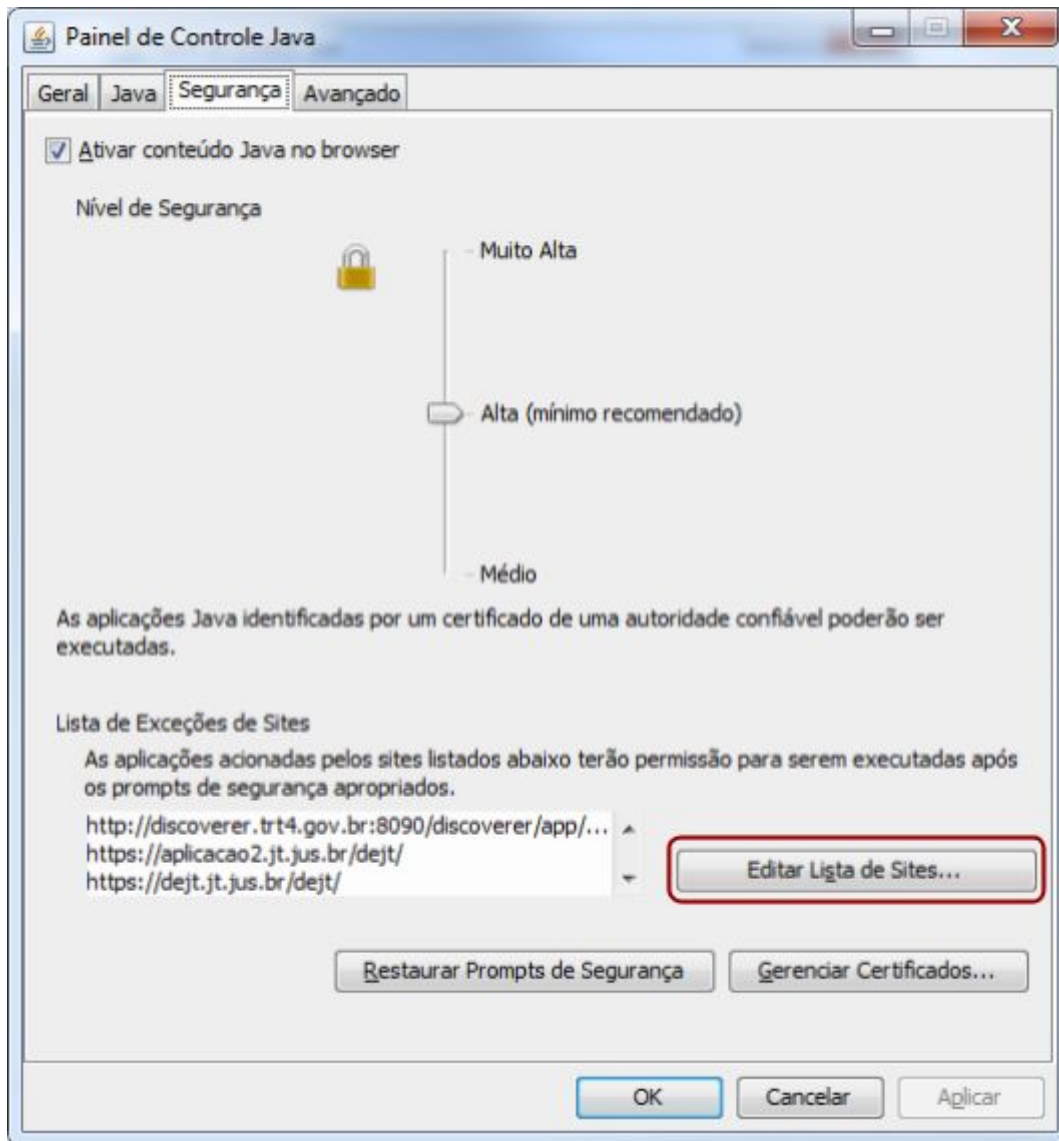 Painel de Controle Java
Geral Java Segurança Avançado
Ativar conteúdo Java no browser
Nível de Segurança
Muito Alta
Alta (mínimo recomendado)
Médio
As aplicações Java identificadas por um certificado de uma autoridade confiável poderão ser
executadas.
Lista de Exceções de Sites
As aplicações acionadas pelos sites listados abaixo terão permissão para serem executadas após
os prompts de segurança apropriados.
http://discoverer.trt4.gov.br:8090/discoverer/app/...
https://aplicacao2.jt.jus.br/dejt/
https://dejt.jt.jus.br/dejt/
Editar Lista de Sites...
Restaurar Prompts de Segurança Gerenciar Certificados...
OK Cancelar Aplicar